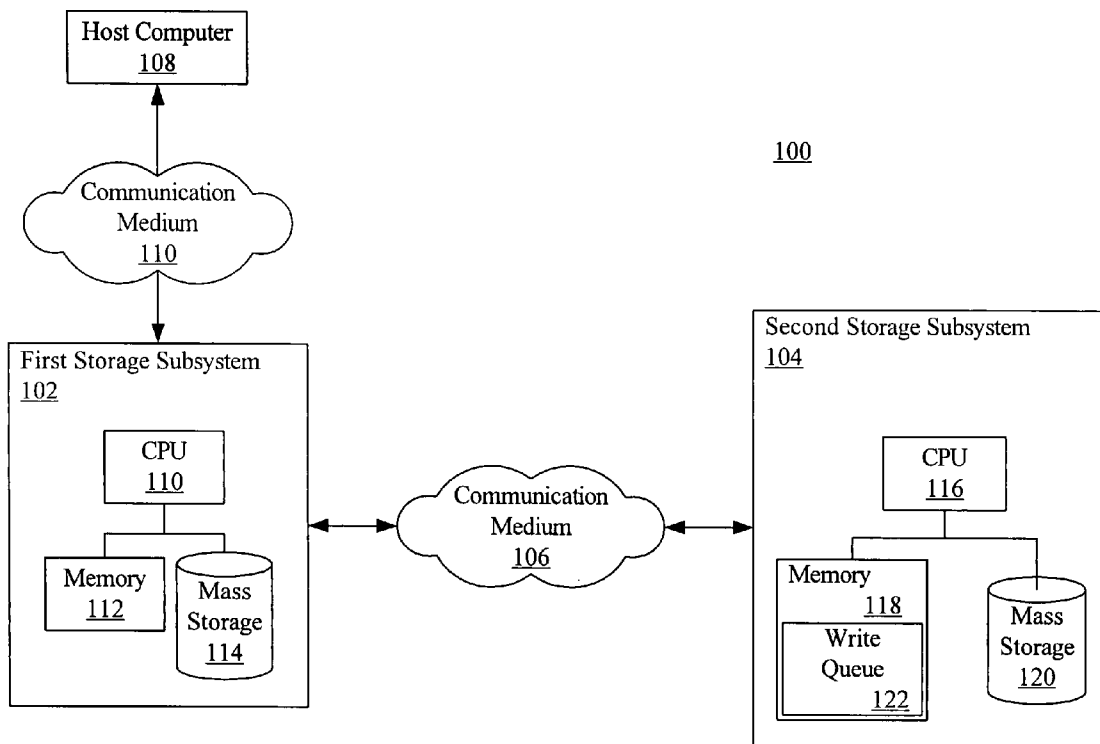 Host Computer
108
100
Communication
Medium
110
First Storage Subsystem
102
CPU
110
Memory
112
Mass
Storage
114
Communication
Medium
106
Second Storage Subsystem
104
CPU
116
Memory
118
Write
Queue
122
Mass
Storage
120